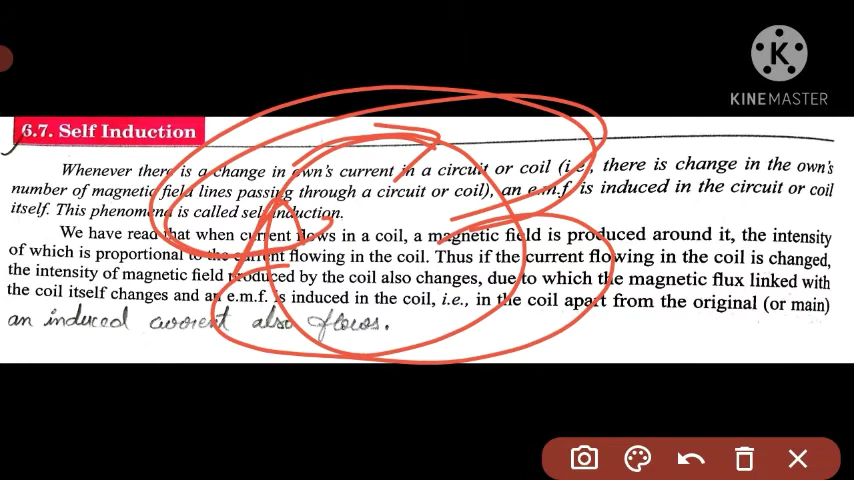 KINEMASTER
6.7. Self Induction
Whenever there is a change in own's current in a circuit or coil (i.e., there is change in the own's
number of magnetic field lines passing through a circuit or coil), an e.m.f. is induced in the circuit or coil
itself. This phenomena is called self induction.
We have read that when current flows in a coil, a magnetic field is produced around it, the intensity
of which is proportional to the current flowing in the coil. Thus if the current flowing in the coil is changed,
the intensity of magnetic field produced by the coil also changes, due to which the magnetic flux linked with
the coil itself changes and an e.m.f. is induced in the coil, i.e., in the coil apart from the original (or main)
an induced current also flows.